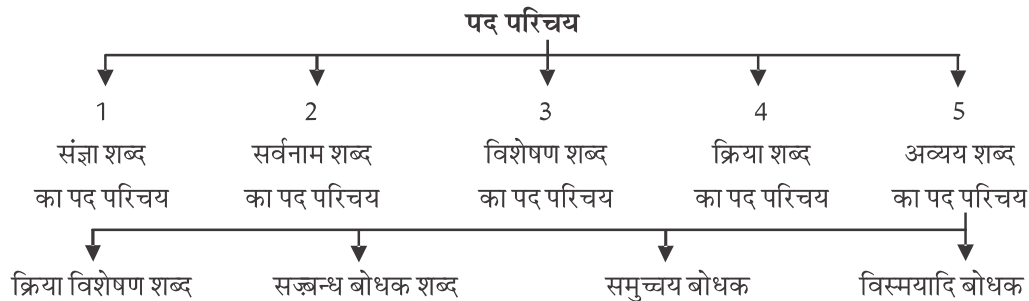 पद परिचय
1 2 3 4 5
संज्ञा शब्द सर्वनाम शब्द विशेषण शब्द क्रिया शब्द अव्यय शब्द
का पद परिचय का पद परिचय का पद परिचय का पद परिचय का पद परिचय
क्रिया विशेषण शब्द सज़्बन्ध बोधक शब्द समुच्चय बोधक विस्मयादि बोधक